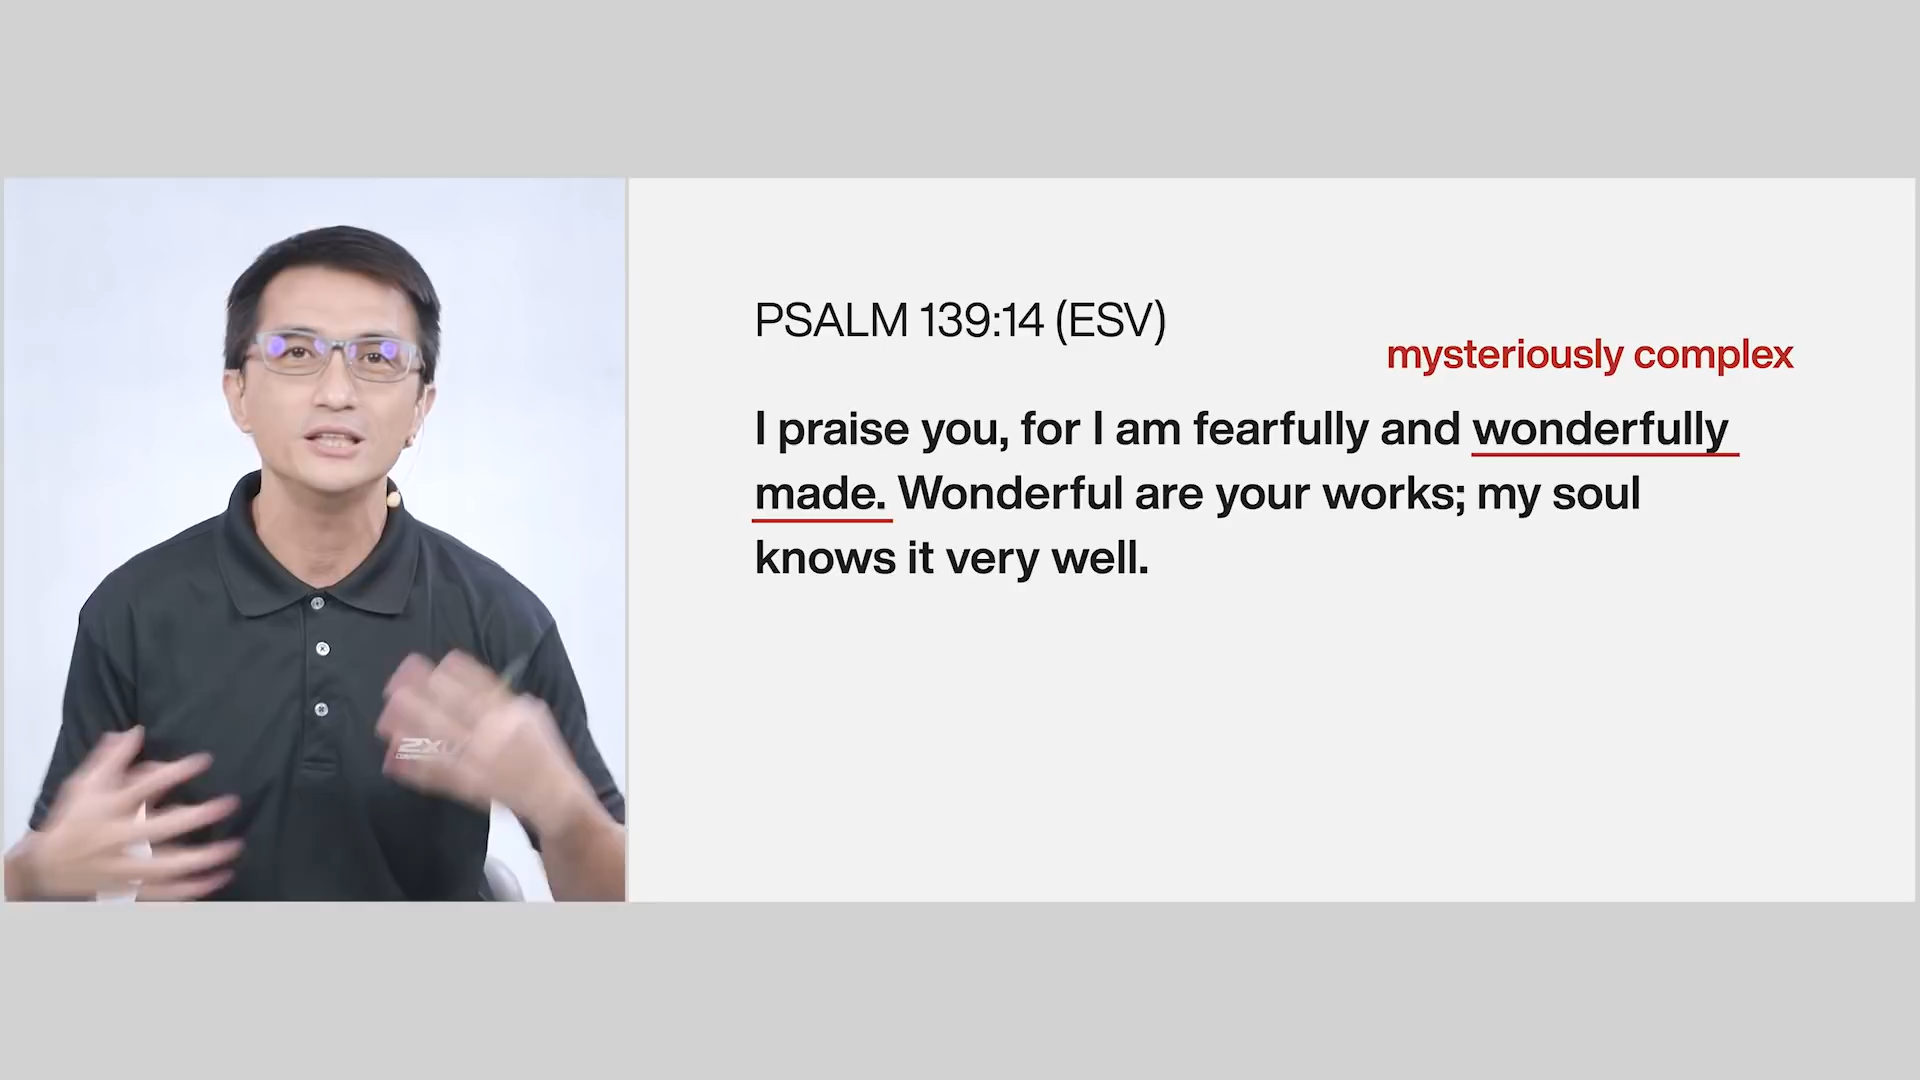 PSALM 139:14 (ESV)
mysteriously complex
I praise you, for I am fearfully and wonderfully
made. Wonderful are your works; my soul
knows it very well.
2XU